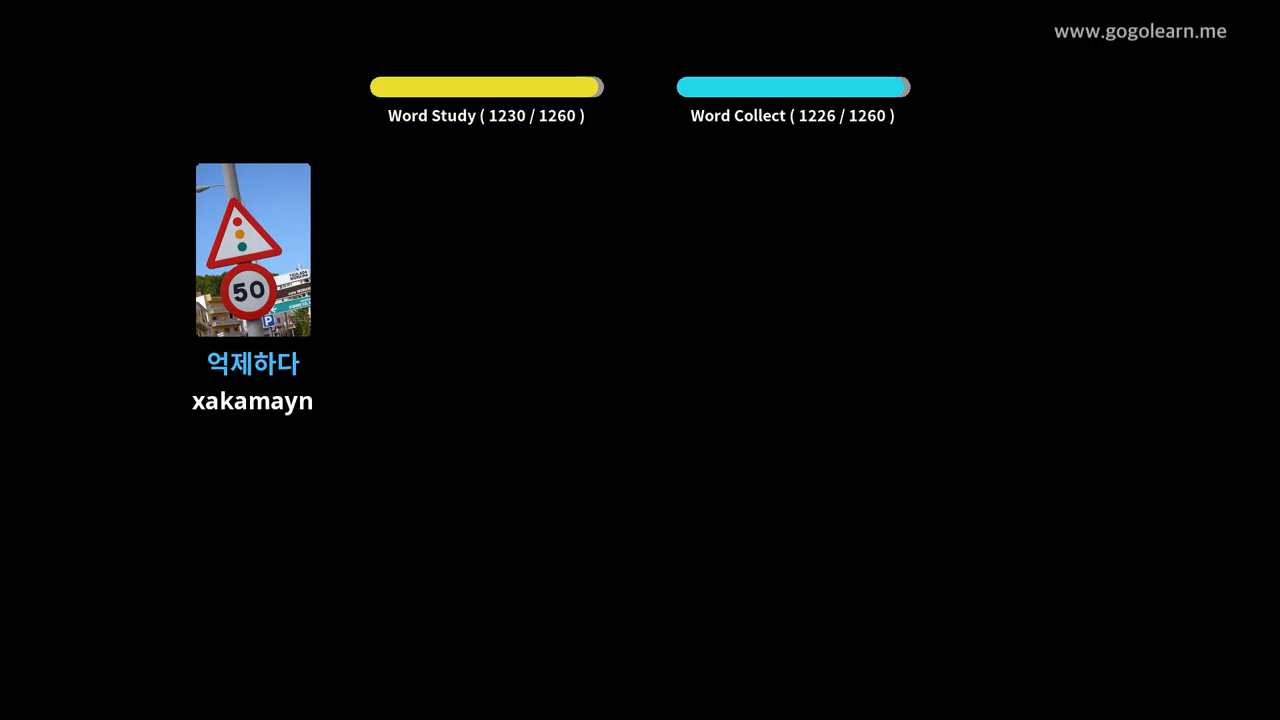 www.gogolearn.me
Word Study ( 1230 / 1260 )
Word Collect ( 1226 / 1260 )
50
P
억제하다
xakamayn